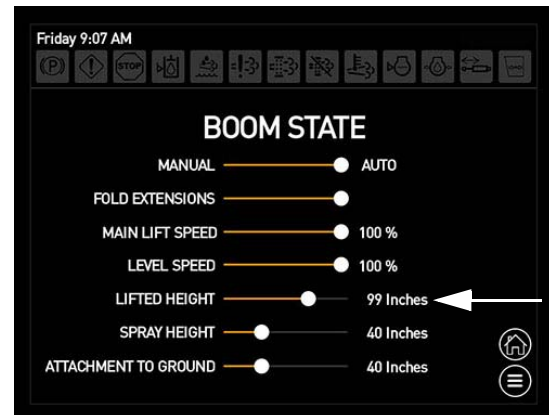 Friday 9:07 AM
(P) STOP
BOOM STATE
MANUAL AUTO
FOLD EXTENSIONS
MAIN LIFT SPEED 100 %
LEVEL SPEED 100 %
LIFTED HEIGHT 99 Inches
SPRAY HEIGHT 40 Inches
ATTACHMENT TO GROUND 40 Inches